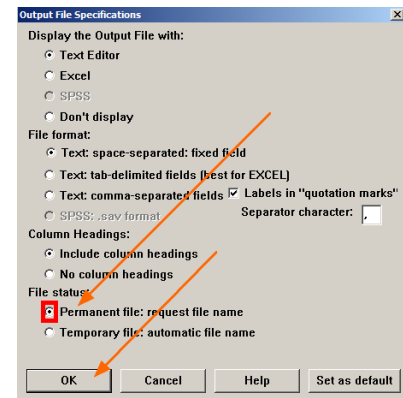 Output File Specifications
Display the Output File with:
Text Editor
Excel
SPSS
Don't display
File format:
Text: space-separated: fixed field
Text: tab-delimited fields (best for EXCEL)
Text: comma-separated fields Labels in "quotation marks"
SPSS: .sav format Separator character: ,
Column Headings:
Include column headings
No column headings
File status:
Permanent file: request file name
Temporary file: automatic file name
OK Cancel Help Set as default